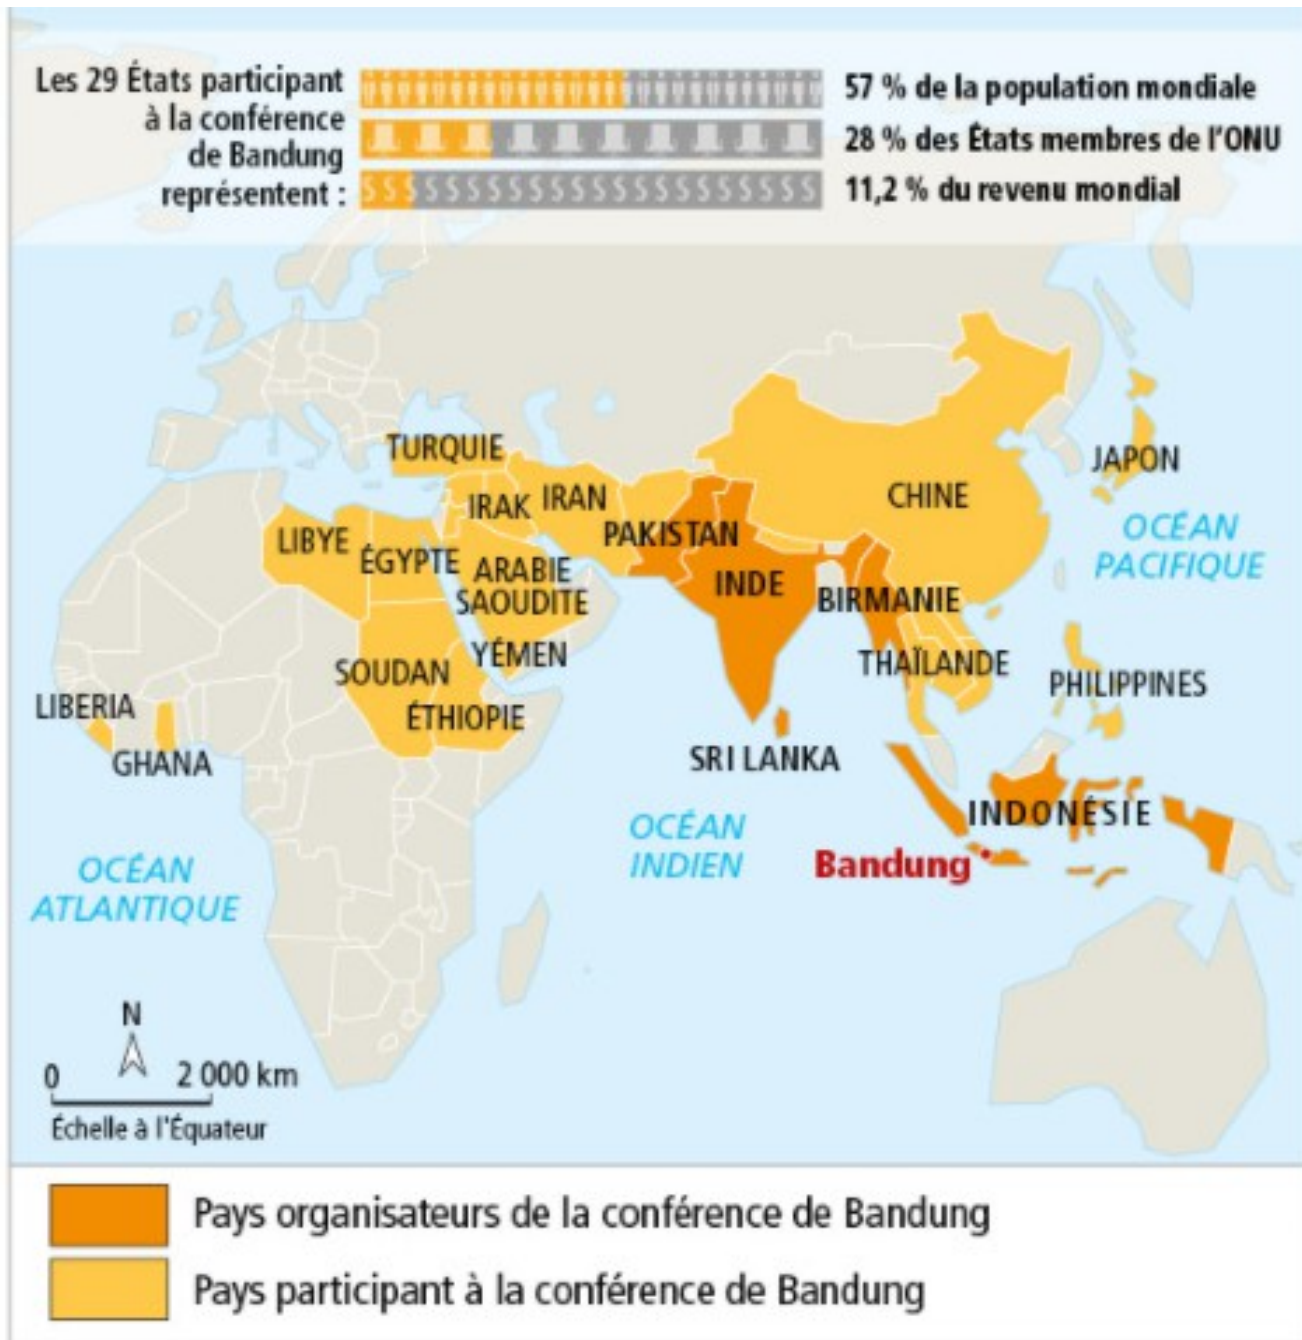 Les 29 États participant
à la conférence
de Bandung
représentent :
57 % de la population mondiale
28 % des États membres de l'ONU
11,2 % du revenu mondial
TURQUIE
IRAK
IRAN
LIBYE
ÉGYPTE
ARABIE
SAOUDITE
PAKISTAN
CHINE
JAPON
OCÉAN
PACIFIQUE
INDE
BIRMANIE
YÉMEN
SOUDAN
ÉTHIOPIE
THAÏLANDE
PHILIPPINES
LIBERIA
GHANA
SRI LANKA
INDONÉSIE
OCÉAN
INDIEN
Bandung
OCÉAN
ATLANTIQUE
N
0 2 000 km
Échelle à l'Équateur
Pays organisateurs de la conférence de Bandung
Pays participant à la conférence de Bandung